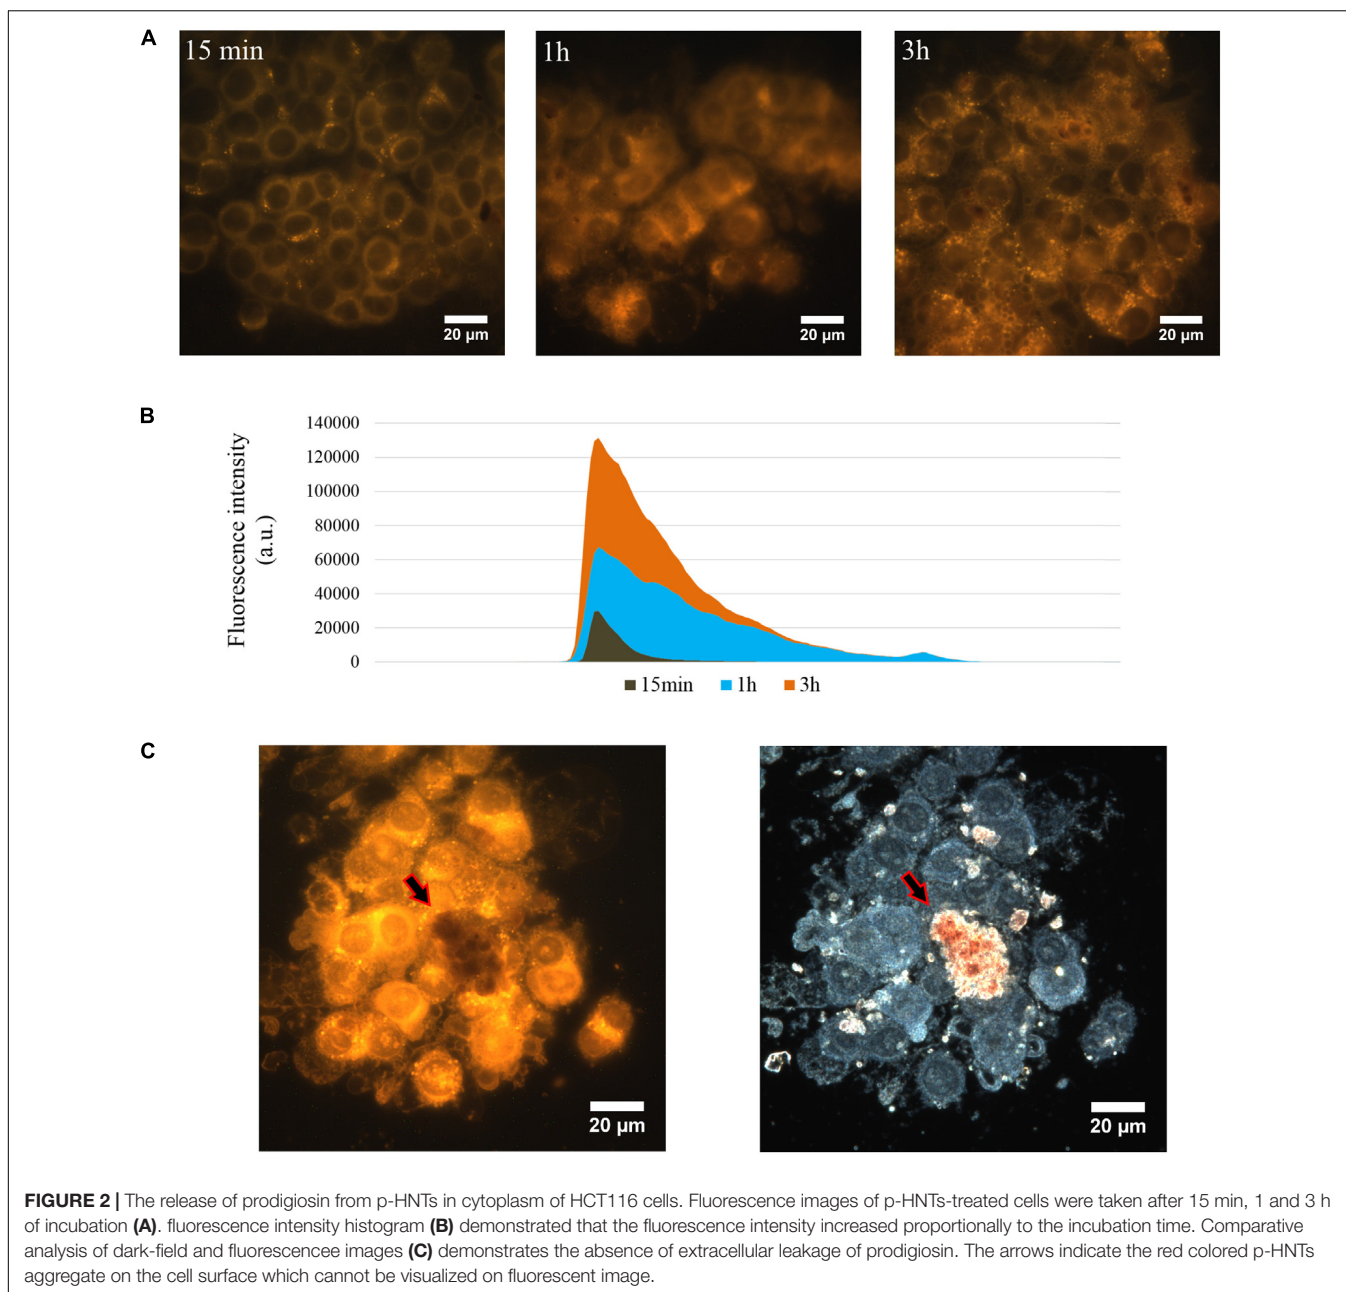 A
15 min
1h
3h
20 µm
20 µm
20 µm
B
Fluorescence intensity
(a.u.)
140000
120000
100000
80000
60000
40000
20000
0
15min 1h 3h
C
20 µm
20 µm
FIGURE 2 | The release of prodigiosin from p-HNTs in cytoplasm of HCT116 cells. Fluorescence images of p-HNTs-treated cells were taken after 15 min, 1 and 3 h
of incubation (A). fluorescence intensity histogram (B) demonstrated that the fluorescence intensity increased proportionally to the incubation time. Comparative
analysis of dark-field and fluorescencee images (C) demonstrates the absence of extracellular leakage of prodigiosin. The arrows indicate the red colored p-HNTs
aggregate on the cell surface which cannot be visualized on fluorescent image.